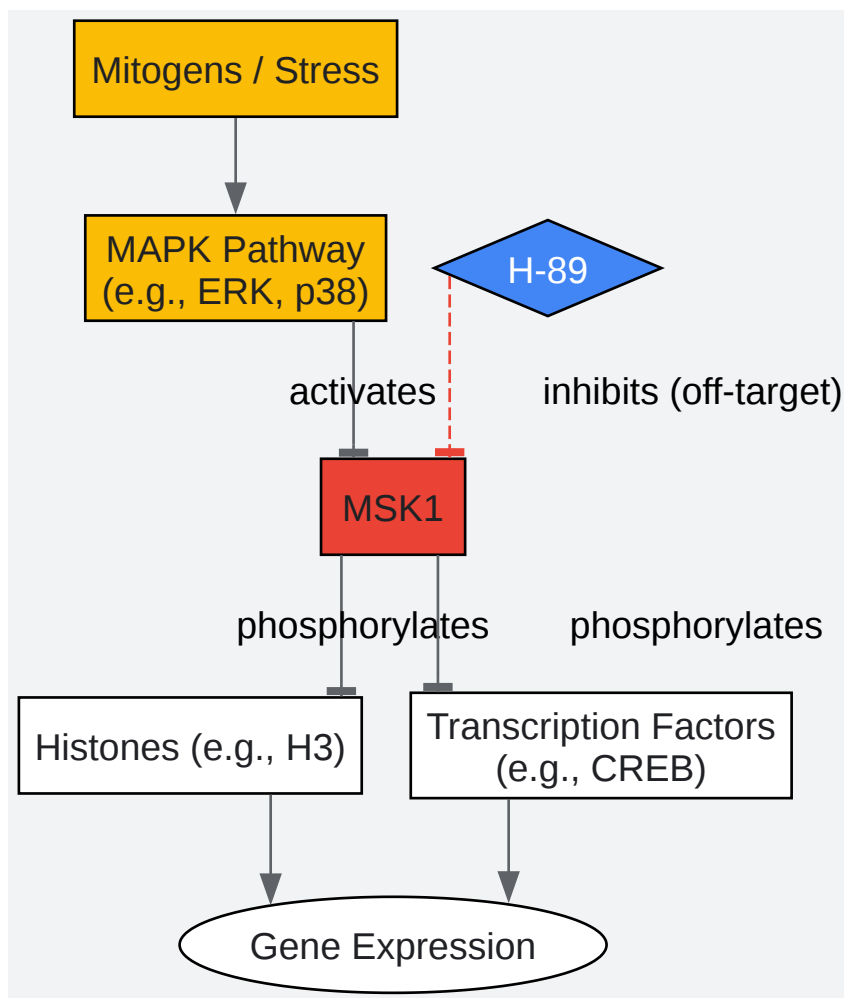 Mitogens / Stress
MAPK Pathway
(e.g., ERK, p38)
H-89
activates
inhibits (off-target)
MSK1
phosphorylates
phosphorylates
Histones (e.g., H3)
Transcription Factors
(e.g., CREB)
Gene Expression